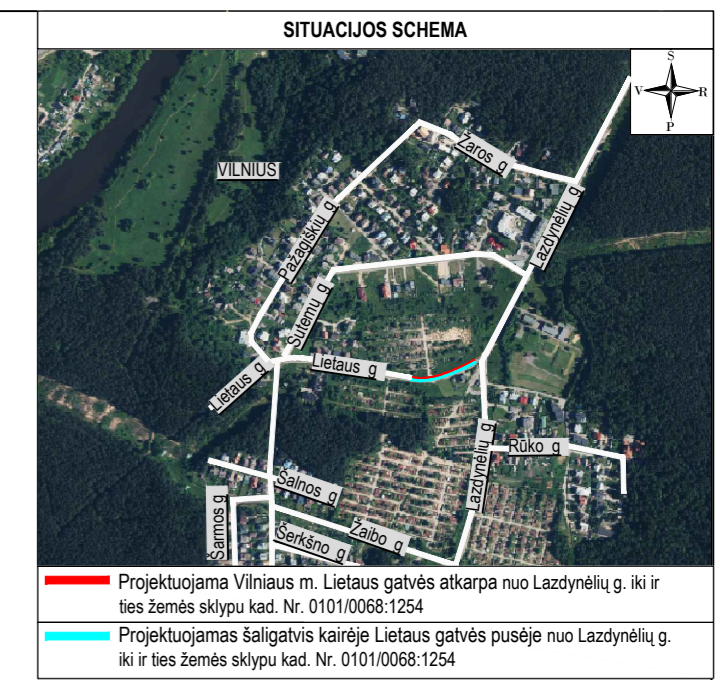 SITUACIJOS SCHEMA
S
V
R
P
Žaros g
VILNIUS
Pažagiškių g
Lazdynėlių g
Sutemų g
Lietaus g
Lietaus g
Lazdynėlių g
Rūko g
Šalnos g
Šarmos g
Žaibo g
Šerkšno g
Projektuojama Vilniaus m. Lietaus gatvės atkarpa nuo Lazdynėlių g. iki ir
ties žemės sklypu kad. Nr. 0101/0068:1254
Projektuojamas šaligatvis kairėje Lietaus gatvės pusėje nuo Lazdynėlių g.
iki ir ties žemės sklypu kad. Nr. 0101/0068:1254